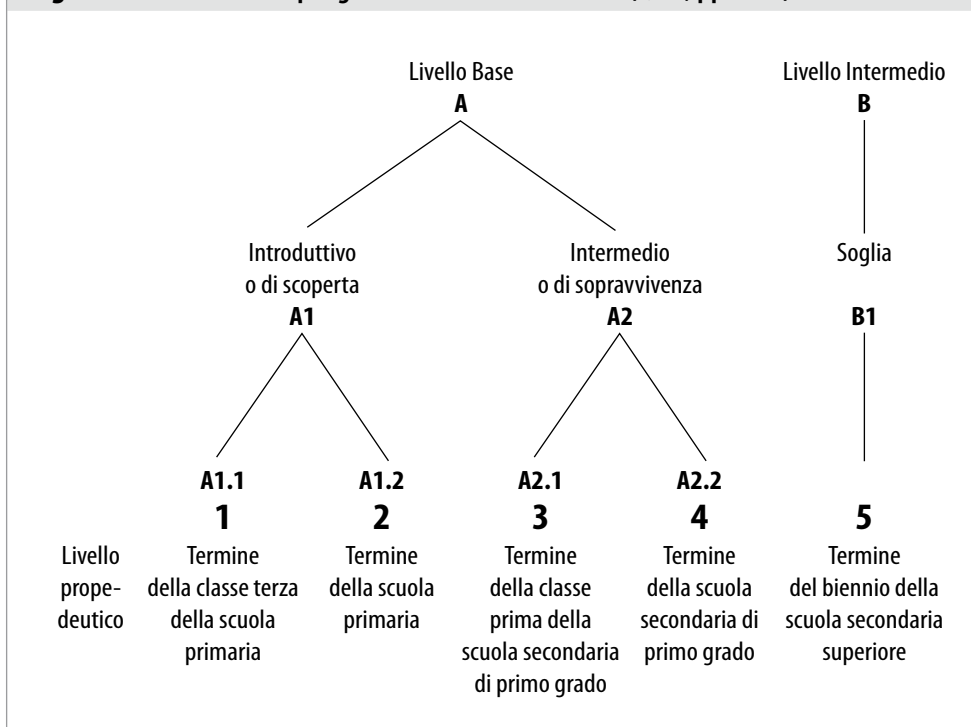 Livello Base
A
Livello Intermedio
B
Introduttivo
o di scoperta
A1
Intermedio
o di sopravvivenza
A2
Soglia
B1
A1.1
1
A1.2
2
A2.1
3
A2.2
4
5
Livello
prope-
deutico
Termine
della classe terza
della scuola
primaria
Termine
della scuola
primaria
Termine
della classe
prima della
scuola secondaria
di primo grado
Termine
della scuola
secondaria di
primo grado
Termine
del biennio della
scuola secondaria
superiore